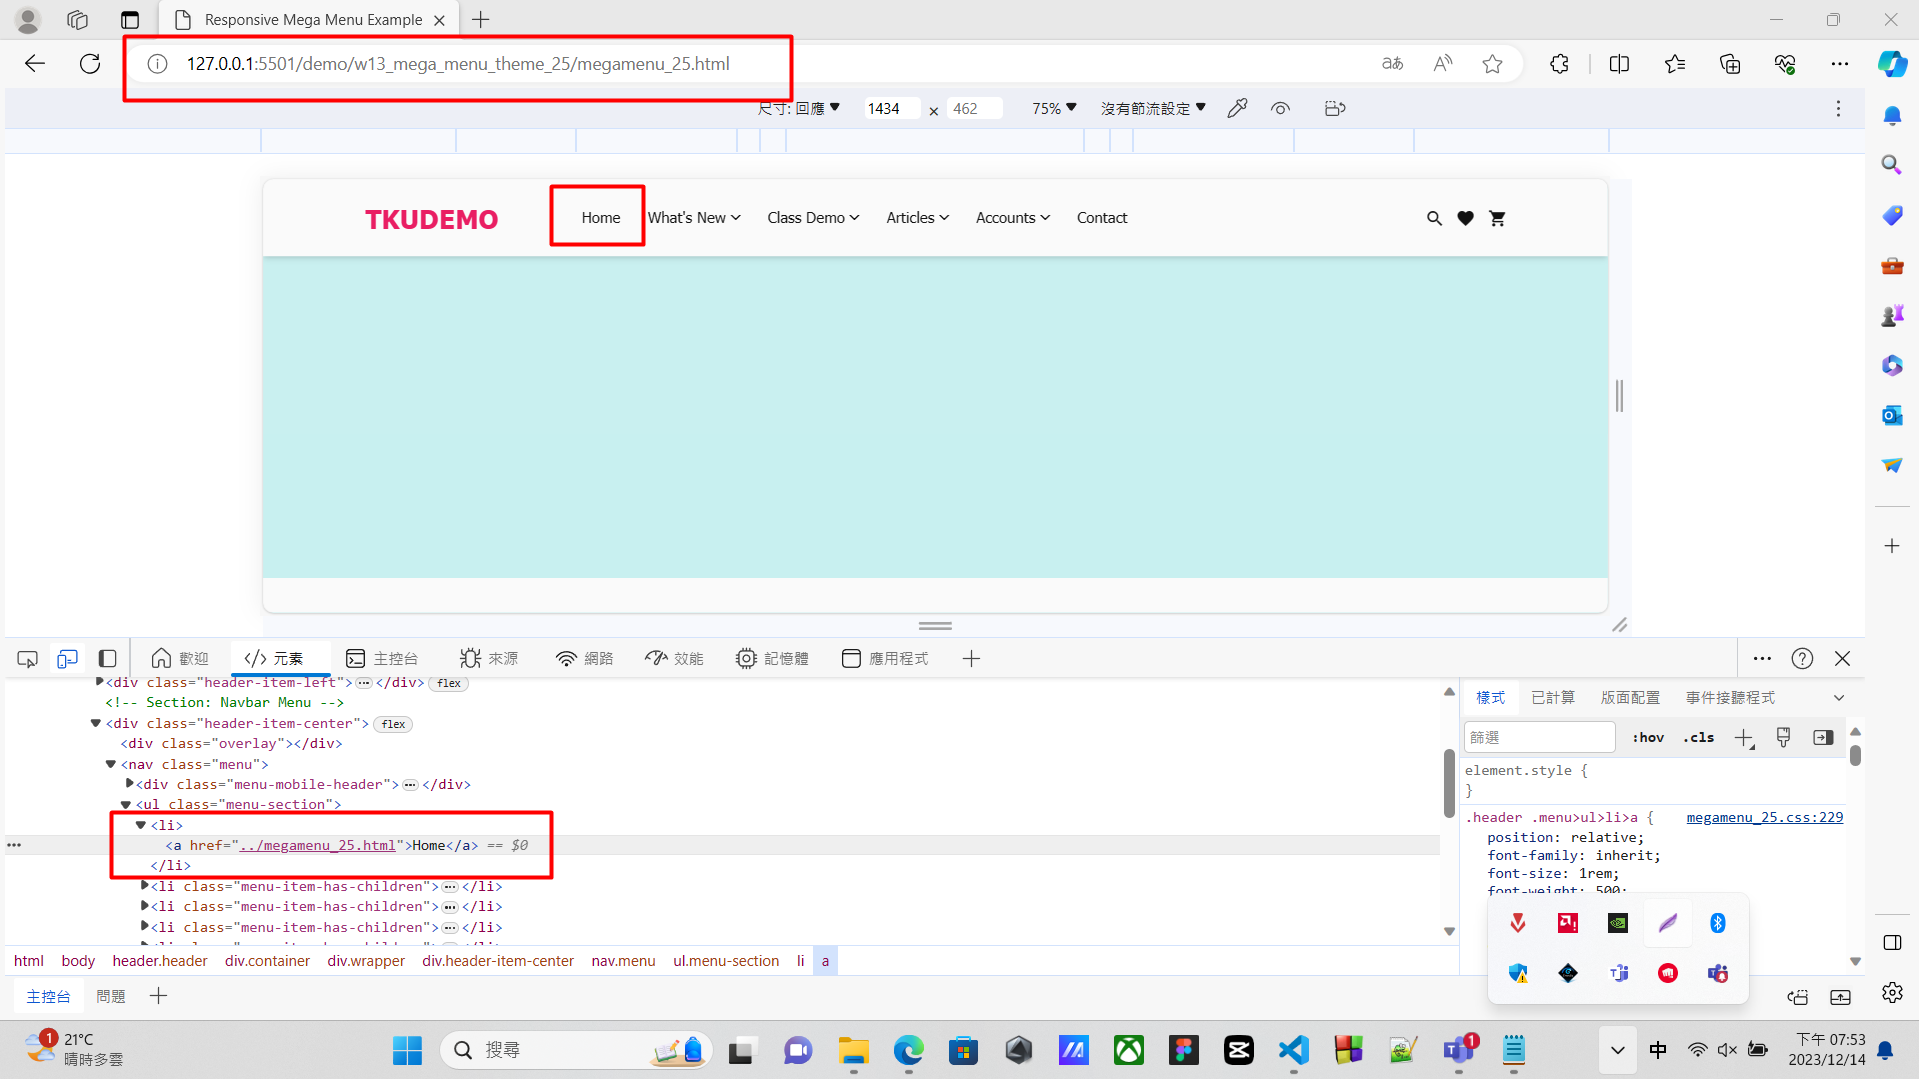 Responsive Mega Menu Example
127.0.0.1:5501/demo/w13_mega_menu_theme_25/megamenu_25.html
aあ
A
尺寸: 回應 1434 × 462 75% 沒有節流設定
TKUDEMO Home What's New Class Demo Articles Accounts Contact
歡迎 </> 元素 主控台 來源 網路 效能 記憶體 應用程式
<div class="header-item-left"> ⋯ </div> flex
<!-- Section: Navbar Menu -->
<div class="header-item-center"> flex
<div class="overlay"></div>
<nav class="menu">
<div class="menu-mobile-header"> ⋯ </div>
<ul class="menu-section">
<li>
<a href="../megamenu_25.html">Home</a> == $0
</li>
<li class="menu-item-has-children"> ⋯ </li>
<li class="menu-item-has-children"> ⋯ </li>
<li class="menu-item-has-children"> ⋯ </li>
html body header.header div.container div.wrapper div.header-item-center nav.menu ul.menu-section li a
樣式 已計算 版面配置 事件接聽程式
篩選 :hov .cls
element.style {
}
.header .menu>ul>li>a { megamenu_25.css:229
position: relative;
font-family: inherit;
font-size: 1rem;
font-weight: 500;
主控台 問題
1
21°C
晴時多雲
搜尋
1
中
下午 07:53
2023/12/14